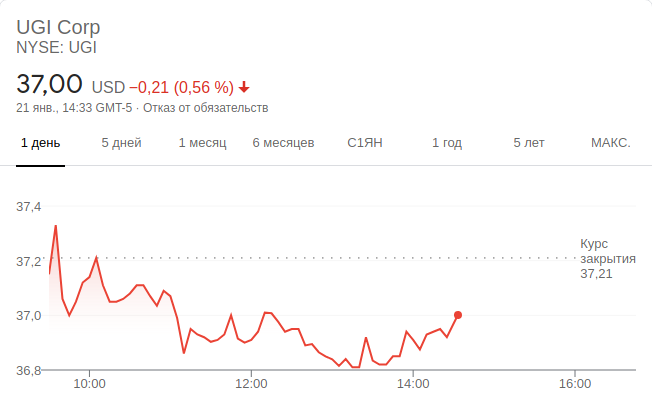 UGI Corp
NYSE: UGI
37,00 USD −0,21 (0,56 %)
21 янв., 14:33 GMT-5 · Отказ от обязательств
1 день 5 дней 1 месяц 6 месяцев С1ЯН 1 год 5 лет МАКС.
37,4
Курс
закрытия
37,21
37,2
37,0
36,8
10:00 12:00 14:00 16:00